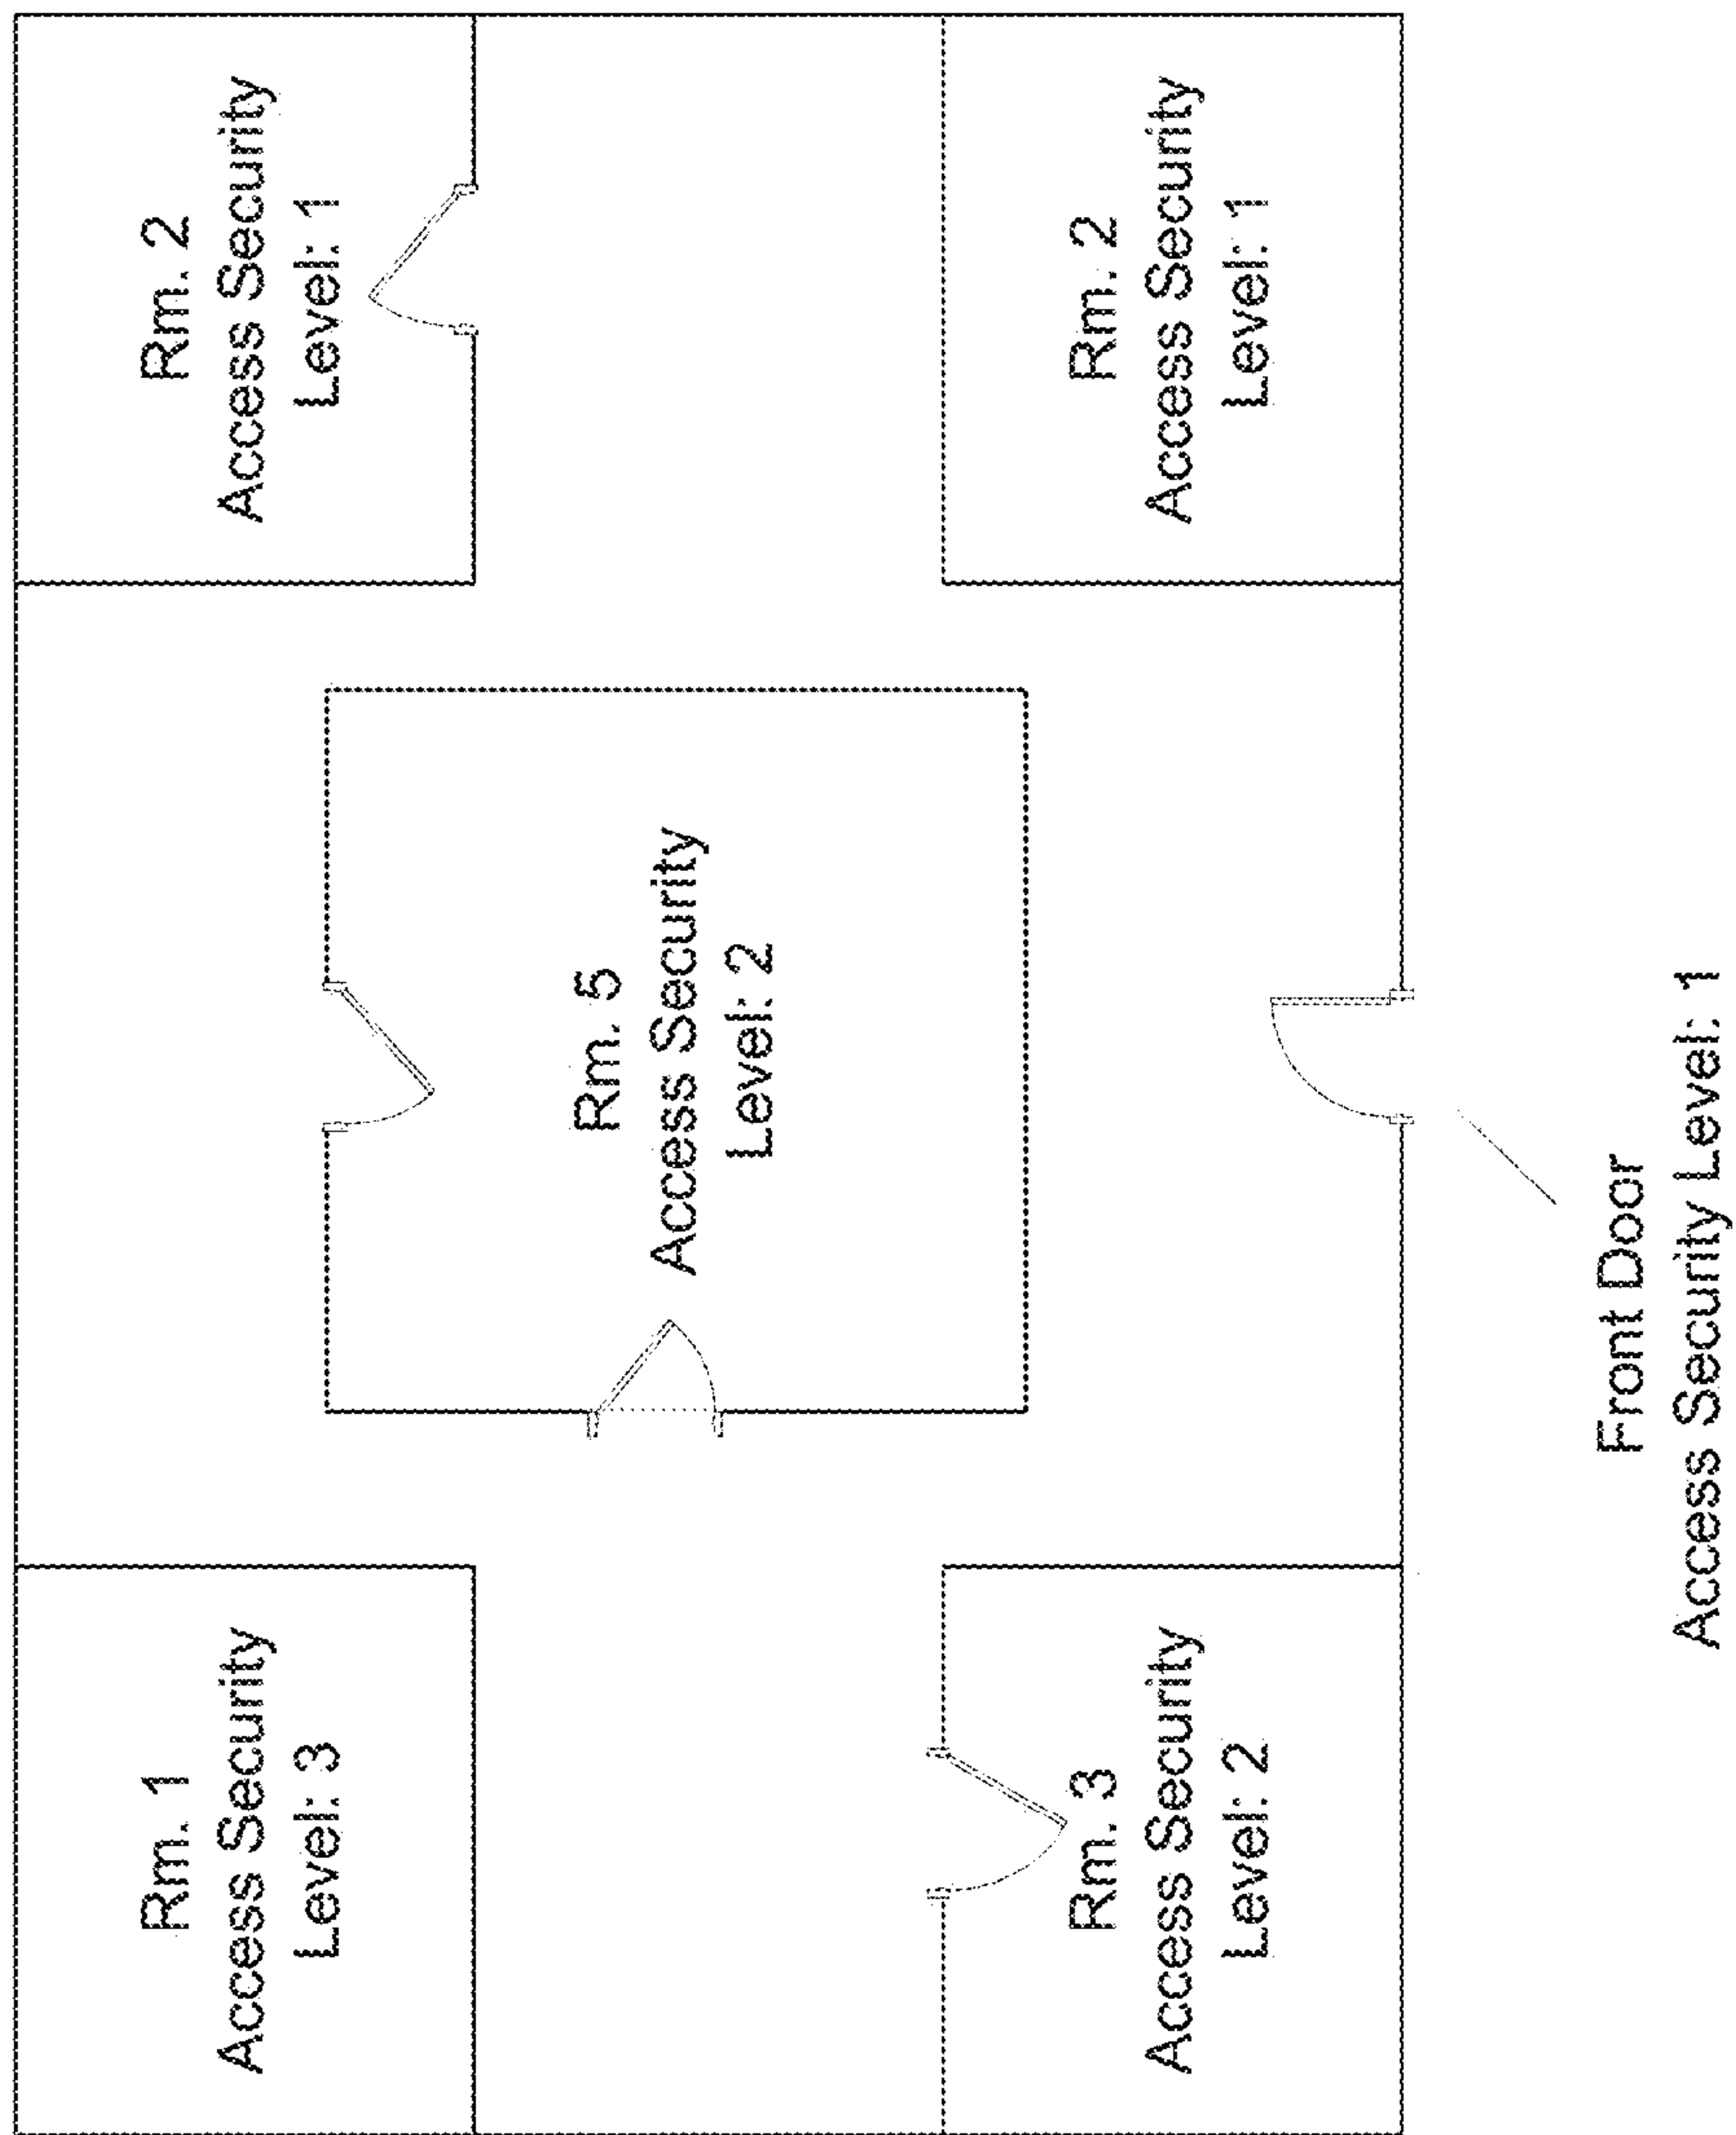 Rm. 1
Access Security
Level: 3
Rm. 2
Access Security
Level: 1
Rm. 5
Access Security
Level: 2
Rm. 3
Access Security
Level: 2
Rm. 2
Access Security
Level: 1
Front Door
Access Security Level: 1